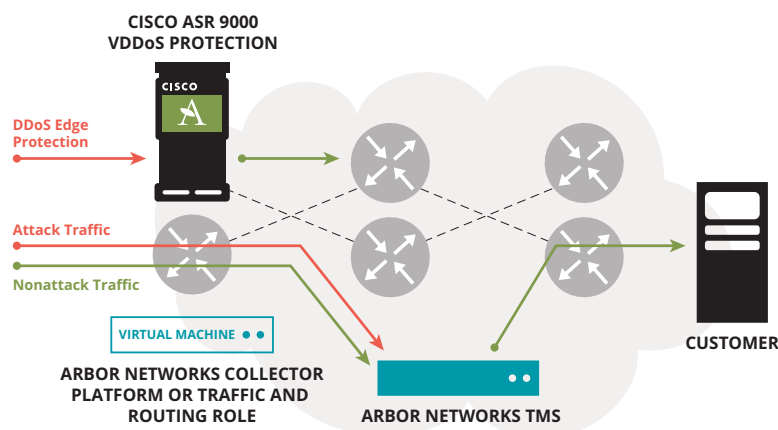 CISCO ASR 9000
VDDoS PROTECTION
CISCO
A
DDoS Edge
Protection
Attack Traffic
Nonattack Traffic
VIRTUAL MACHINE
ARBOR NETWORKS COLLECTOR
PLATFORM OR TRAFFIC AND
ROUTING ROLE
ARBOR NETWORKS TMS
CUSTOMER